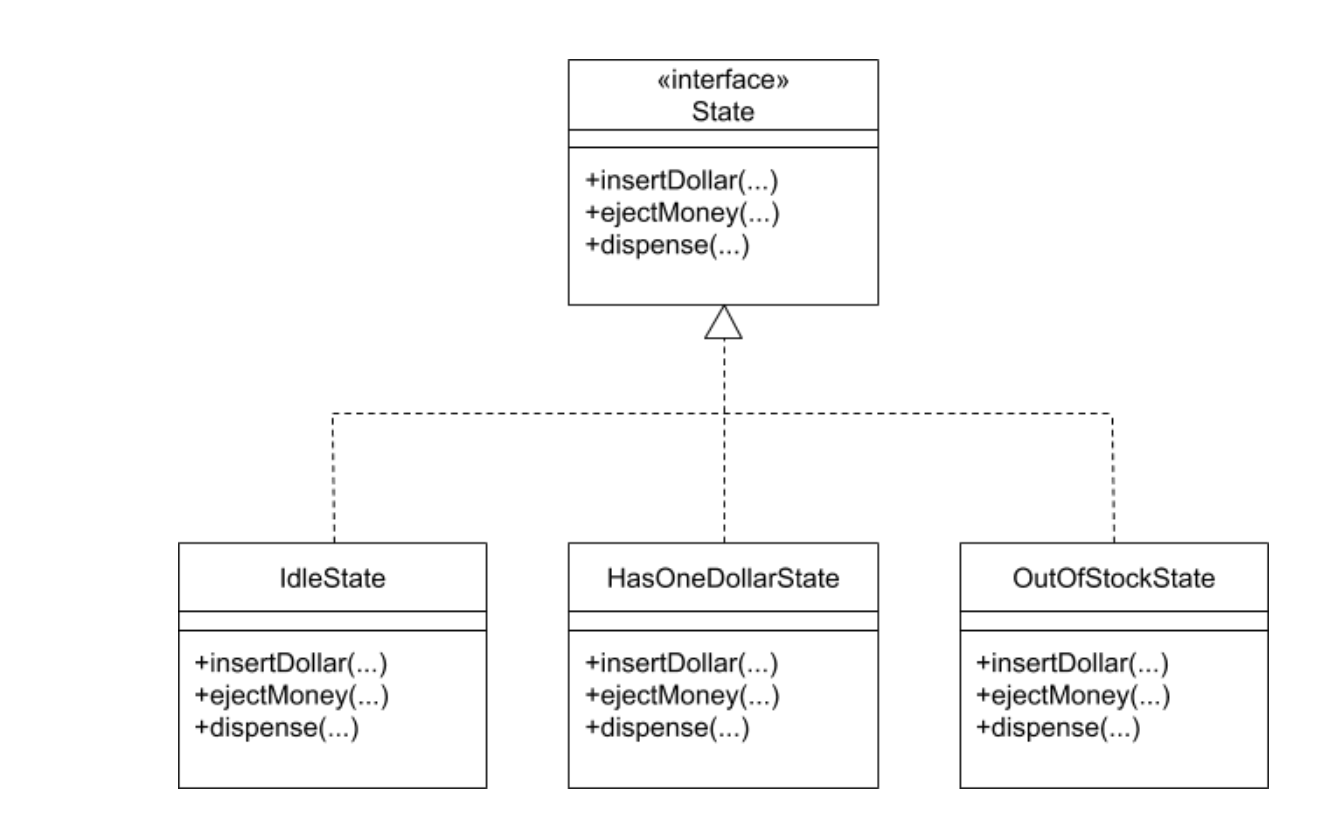 «interface»
State
+insertDollar(...)
+ejectMoney(...)
+dispense(...)
IdleState
+insertDollar(...)
+ejectMoney(...)
+dispense(...)
HasOneDollarState
+insertDollar(...)
+ejectMoney(...)
+dispense(...)
OutOfStockState
+insertDollar(...)
+ejectMoney(...)
+dispense(...)